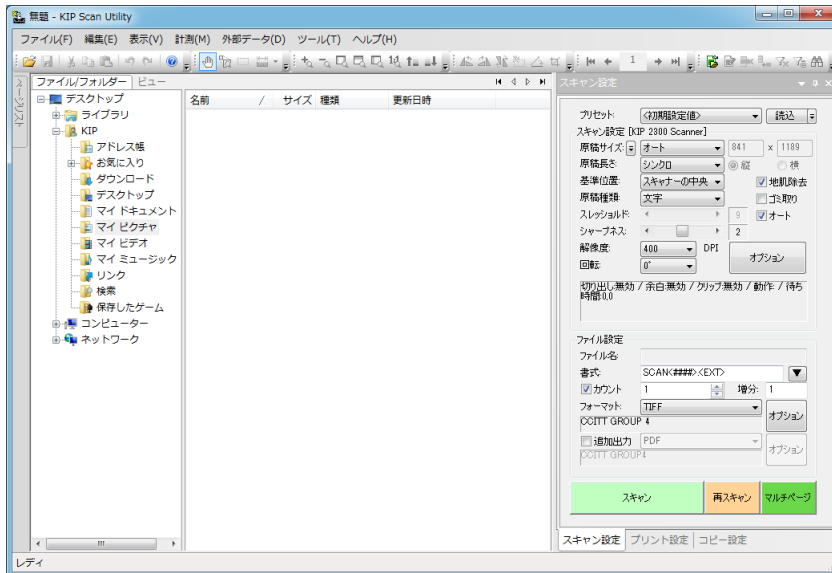 無題 - KIP Scan Utility
ファイル(F) 編集(E) 表示(V) 計測(M) 外部データ(D) ツール(T) ヘルプ(H)
1
ページリスト
ファイル/フォルダー ビュー
デスクトップ
ライブラリ
KIP
アドレス帳
お気に入り
ダウンロード
デスクトップ
マイ ドキュメント
マイ ピクチャ
マイ ビデオ
マイ ミュージック
リンク
検索
保存したゲーム
コンピューター
ネットワーク
名前 / サイズ 種類 更新日時
スキャン設定
プリセット: <初期設定値> 読込
スキャン設定 [KIP 2300 Scanner]
原稿サイズ: オート 841 x 1189
原稿長さ: シンクロ 縦 横
基準位置: スキャナーの中央 地肌除去
原稿種類: 文字 ゴミ取り
スレッショルド: 9 オート
シャープネス: 2
解像度: 400 DPI オプション
回転: 0°
切り出し:無効 / 余白:無効 / クリップ:無効 / 動作: / 待ち
時間:0.0
ファイル設定
ファイル名:
書式: SCAN<####>.<EXT>
カウント 1 増分: 1
フォーマット: TIFF オプション
CCITT GROUP 4
追加出力 PDF オプション
CCITT GROUP4
スキャン 再スキャン マルチページ
スキャン設定 プリント設定 コピー設定
レディ